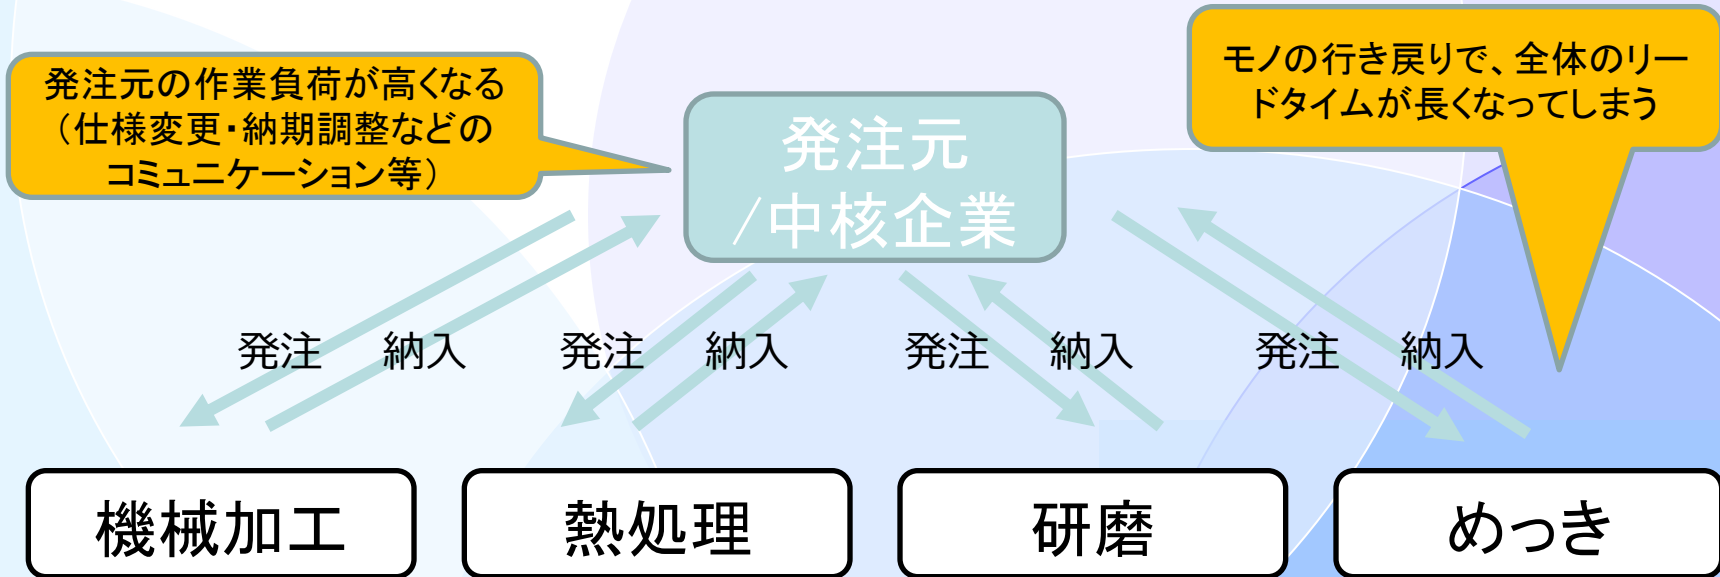 発注元の作業負荷が高くなる
（仕様変更・納期調整などの
コミュニケーション等）
モノの行き戻りで、全体のリー
ドタイムが長くなってしまう
発注元
/中核企業
発注 納入 発注 納入 発注 納入 発注 納入
機械加工 熱処理 研磨 めっき